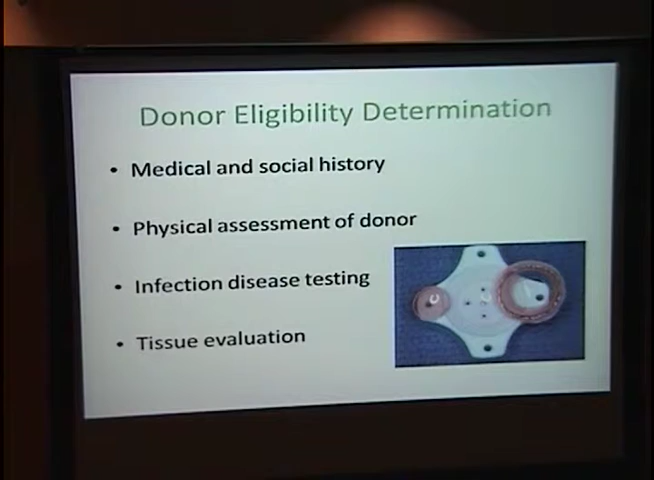 Donor Eligibility Determination
• Medical and social history
• Physical assessment of donor
• Infection disease testing
• Tissue evaluation